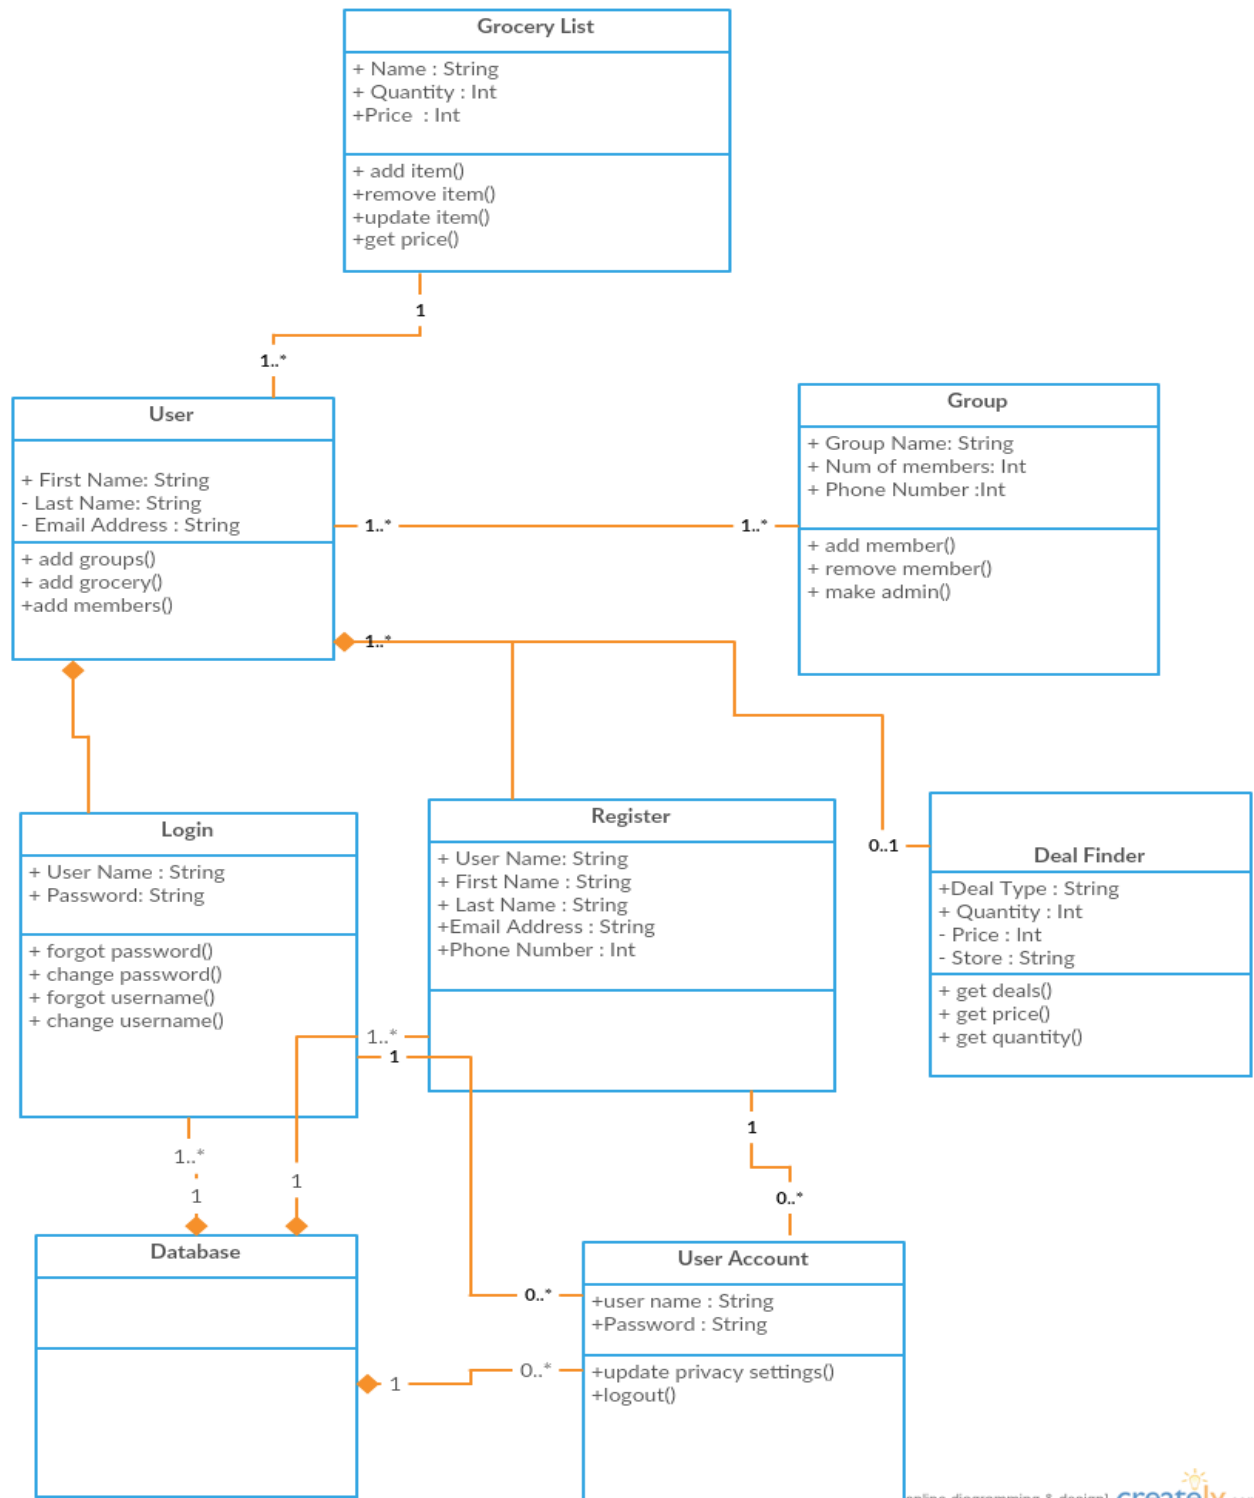 Grocery List
+ Name : String
+ Quantity : Int
+Price : Int
+ add item()
+remove item()
+update item()
+get price()
1
1..*
User
+ First Name: String
- Last Name: String
- Email Address : String
+ add groups()
+ add grocery()
+add members()
1..*
1..*
Group
+ Group Name: String
+ Num of members: Int
+ Phone Number :Int
+ add member()
+ remove member()
+ make admin()
1..*
0..1
Login
+ User Name : String
+ Password: String
+ forgot password()
+ change password()
+ forgot username()
+ change username()
Register
+ User Name: String
+ First Name : String
+ Last Name : String
+Email Address : String
+Phone Number : Int
Deal Finder
+Deal Type : String
+ Quantity : Int
- Price : Int
- Store : String
+ get deals()
+ get price()
+ get quantity()
1..*
1
1..*
1
1
1
0..*
Database
User Account
+user name : String
+Password : String
+update privacy settings()
+logout()
0..*
1
0..*
diagramming & design]
creately